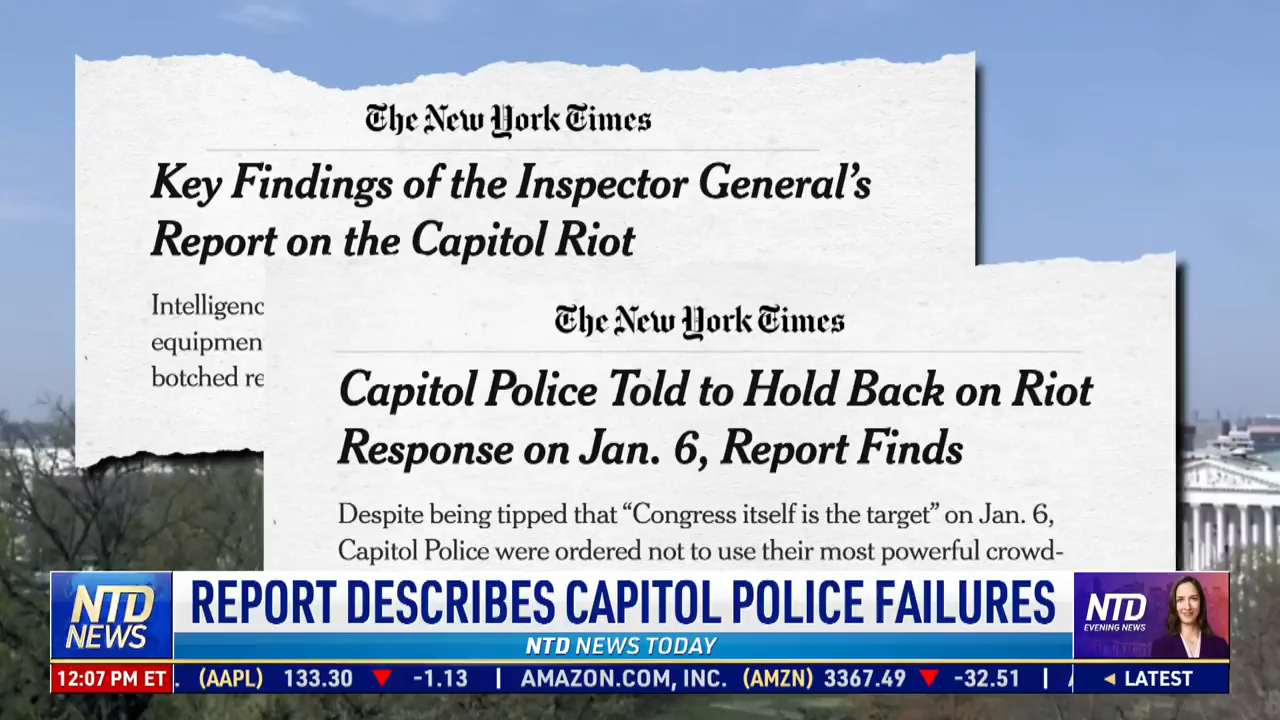 The New York Times
Key Findings of the Inspector General's
Report on the Capitol Riot
Intelligenc
equipmen
botched re
The New York Times
Capitol Police Told to Hold Back on Riot
Response on Jan. 6, Report Finds
Despite being tipped that “Congress itself is the target” on Jan. 6,
Capitol Police were ordered not to use their most powerful crowd-
NTD
NEWS
REPORT DESCRIBES CAPITOL POLICE FAILURES
NTD NEWS TODAY
NTD
EVENING NEWS
12:07 PM ET
. (AAPL) 133.30 ▼ -1.13 | AMAZON.COM, INC. (AMZN) 3367.49 ▼ -32.51 |
◄ LATEST